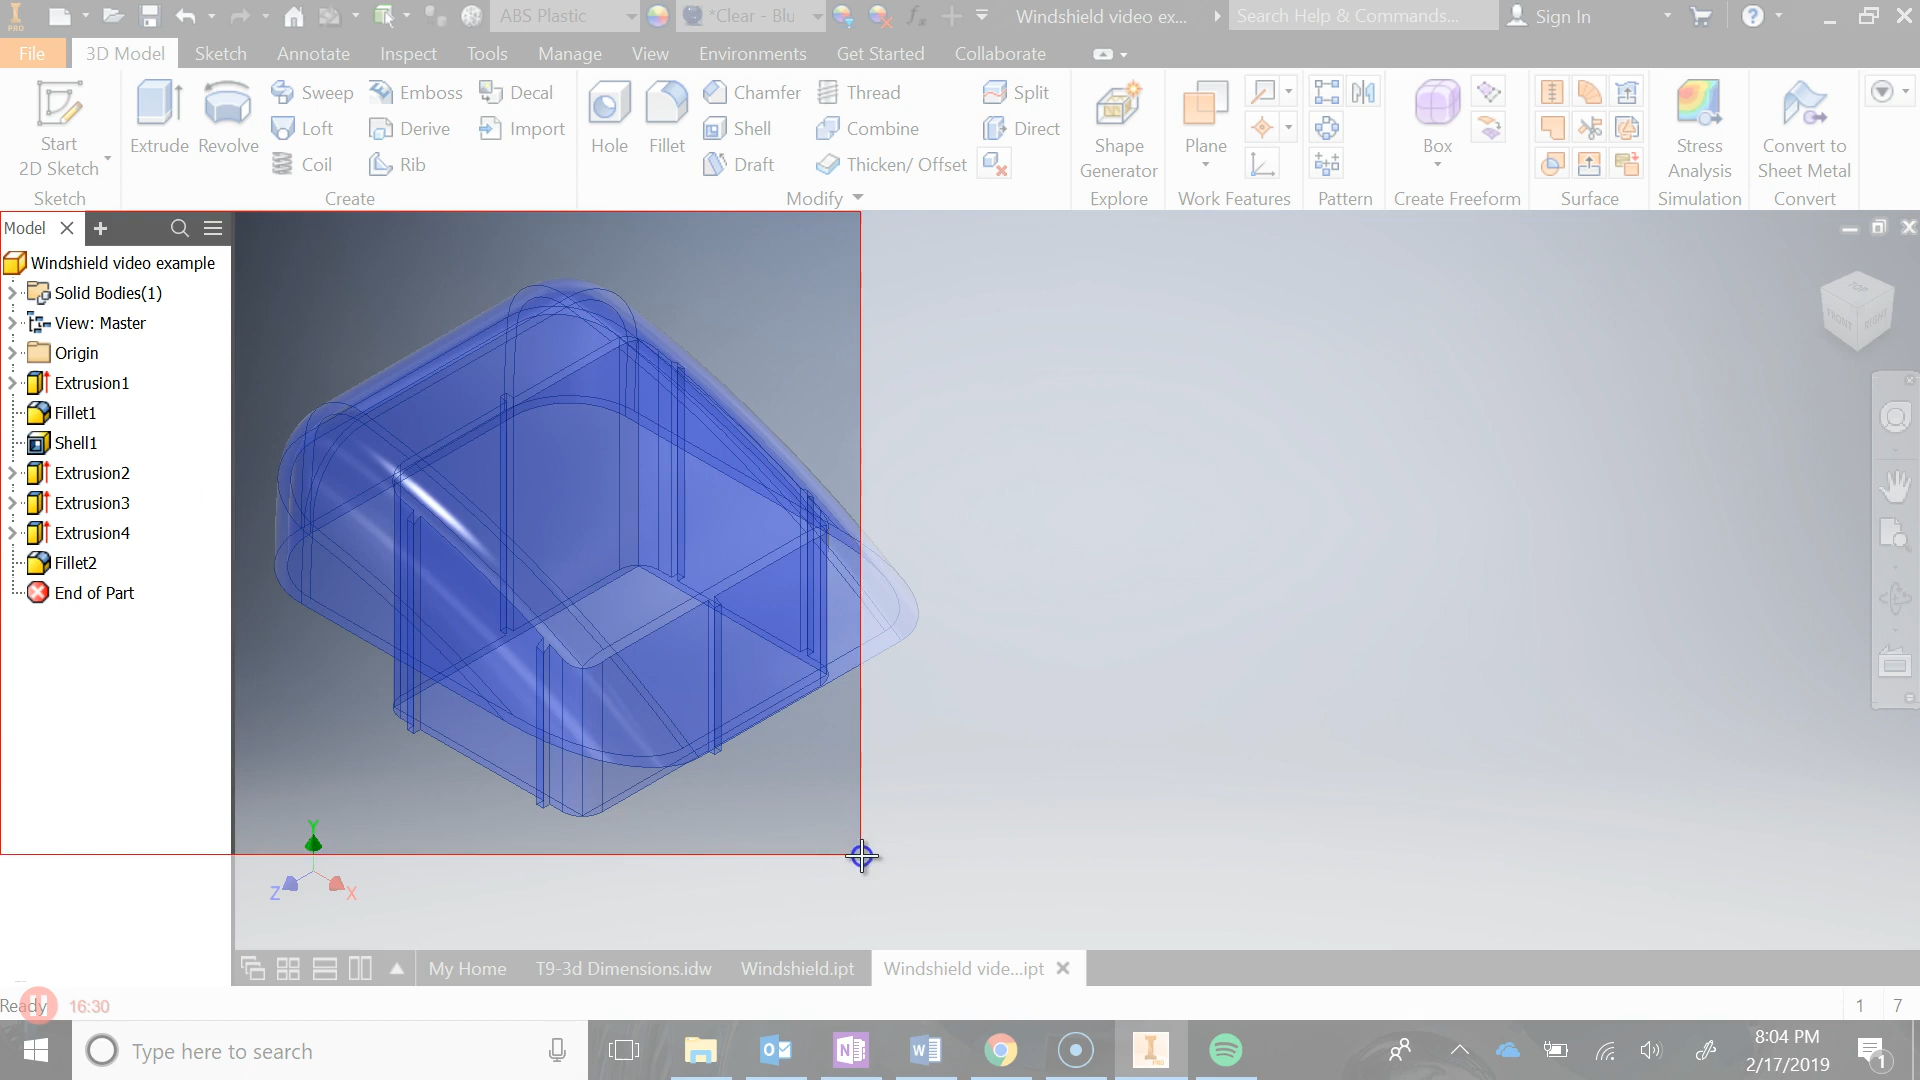 PRO
ABS Plastic
*Clear - Blu
Windshield video ex...
Search Help & Commands...
Sign In
File
3D Model
Sketch
Annotate
Inspect
Tools
Manage
View
Environments
Get Started
Collaborate
Start
2D Sketch
Sketch
Extrude
Revolve
Sweep
Emboss
Decal
Loft
Derive
Import
Coil
Rib
Create
Hole
Fillet
Chamfer
Thread
Split
Shell
Combine
Direct
Draft
Thicken/ Offset
Modify
Shape
Generator
Explore
Plane
Work Features
Pattern
Box
Create Freeform
Surface
Stress
Analysis
Simulation
Convert to
Sheet Metal
Convert
Model
Windshield video example
Solid Bodies(1)
View: Master
Origin
Extrusion1
Fillet1
Shell1
Extrusion2
Extrusion3
Extrusion4
Fillet2
End of Part
TOP
FRONT
RIGHT
Y
Z
X
My Home
T9-3d Dimensions.idw
Windshield.ipt
Windshield vide...ipt
Ready
16:30
1
7
Type here to search
8:04 PM
2/17/2019
1